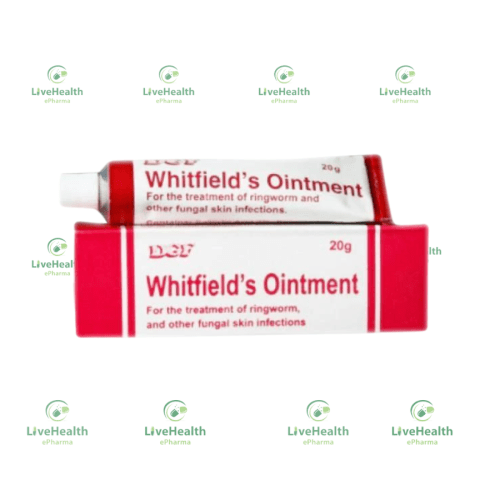 LiveHealth
ePharma
LiveHealth
ePharma
LiveHealth
ePharma
LiveHealth
ePharma
20g
Whitfield's Ointment
For the treatment of ringworm and
other fungal skin infections.
LiveHealth
ePharma
20g
Whitfield's Ointment
For the treatment of ringworm,
and other fungal skin infections
LiveHealth
ePharma
LiveHealth
ePharma
LiveHealth
ePharma
LiveHealth
ePharma